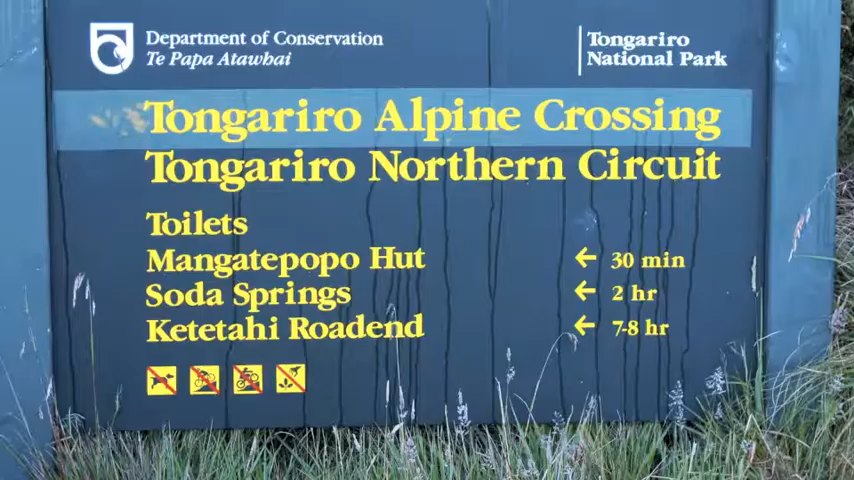 Department of Conservation
Te Papa Atawhai
Tongariro
National Park
Tongariro Alpine Crossing
Tongariro Northern Circuit
Toilets
Mangatepopo Hut ← 30 min
Soda Springs ← 2 hr
Ketetahi Roadend ← 7-8 hr